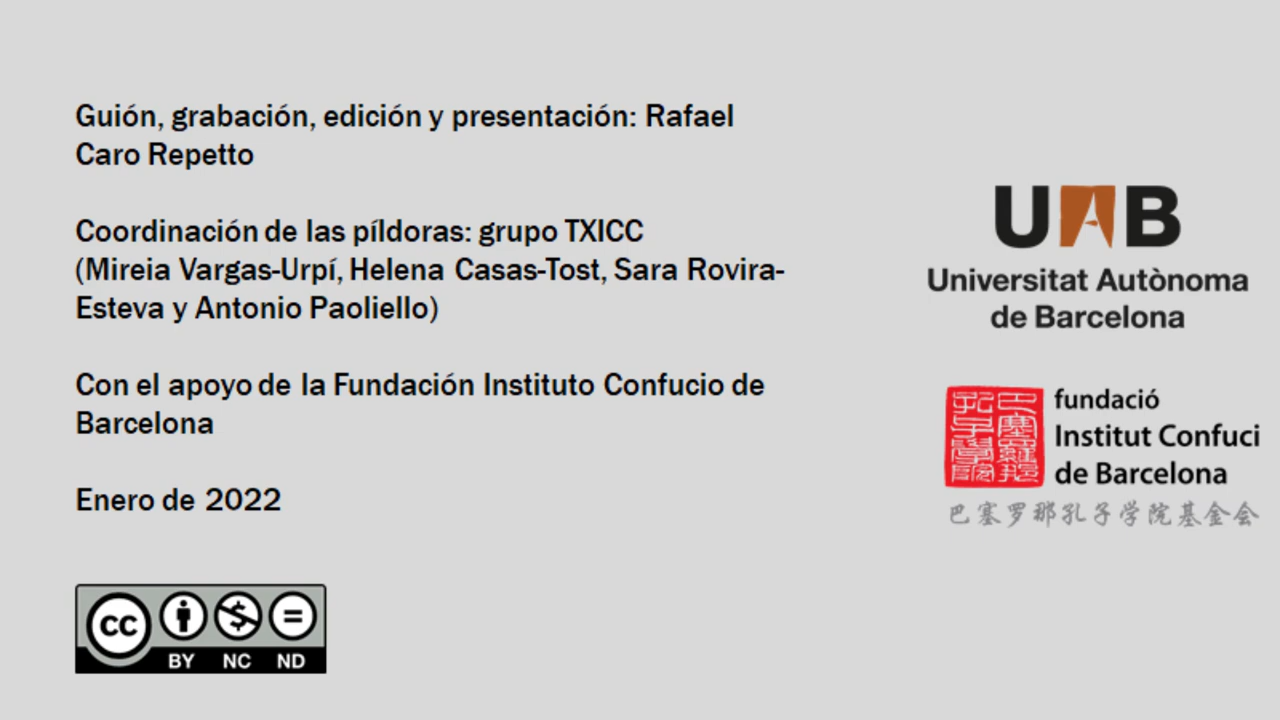 Guión, grabación, edición y presentación: Rafael
Caro Repetto
Coordinación de las píldoras: grupo TXICC
(Mireia Vargas-Urpí, Helena Casas-Tost, Sara Rovira-
Esteva y Antonio Paoliello)
Con el apoyo de la Fundación Instituto Confucio de
Barcelona
Enero de 2022
CC
BY NC ND
UAB
Universitat Autònoma
de Barcelona
fundació
Institut Confuci
de Barcelona
巴塞罗那孔子学院基金会